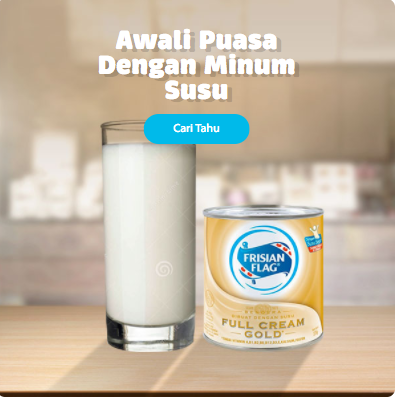 Awali Puasa
Dengan Minum
Susu
Cari Tahu
FRISIAN
FLAG®
FULL CREAM
GOLD®